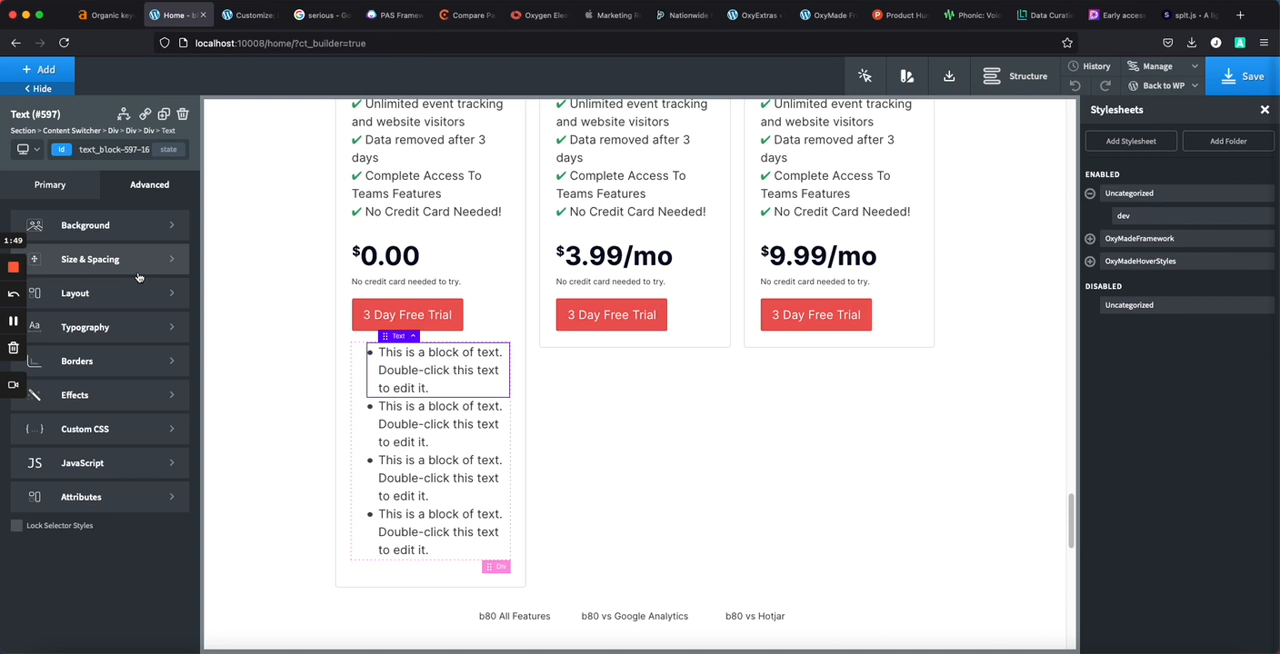 Organic key
Home - b
Customize:
serious - Go
PAS Framew
Compare Pa
Oxygen Ele
Marketing R
Nationwide
OxyExtras
OxyMade Fr
Product Hu
Phonic: Voi
Data Curati
Early access
splt.js - A li
localhost:10008/home/?ct_builder=true
+ Add
< Hide
Structure
History
Manage
Back to WP
Save
Text (#597)
Section > Content Switcher > Div > Div > Div > Text
id text_block-597-16 state
Primary
Advanced
Background
1:49
Size & Spacing
Layout
Typography
Borders
Effects
Custom CSS
JavaScript
Attributes
Lock Selector Styles
✔ Unlimited event tracking
and website visitors
✔ Data removed after 3
days
✔ Complete Access To
Teams Features
✔ No Credit Card Needed!
$0.00
No credit card needed to try.
3 Day Free Trial
Text
• This is a block of text.
Double-click this text
to edit it.
• This is a block of text.
Double-click this text
to edit it.
• This is a block of text.
Double-click this text
to edit it.
• This is a block of text.
Double-click this text
to edit it.
Div
✔ Unlimited event tracking
and website visitors
✔ Data removed after 3
days
✔ Complete Access To
Teams Features
✔ No Credit Card Needed!
$3.99/mo
No credit card needed to try.
3 Day Free Trial
✔ Unlimited event tracking
and website visitors
✔ Data removed after 3
days
✔ Complete Access To
Teams Features
✔ No Credit Card Needed!
$9.99/mo
No credit card needed to try.
3 Day Free Trial
b80 All Features
b80 vs Google Analytics
b80 vs Hotjar
Stylesheets
Add Stylesheet
Add Folder
ENABLED
Uncategorized
dev
OxyMadeFramework
OxyMadeHoverStyles
DISABLED
Uncategorized